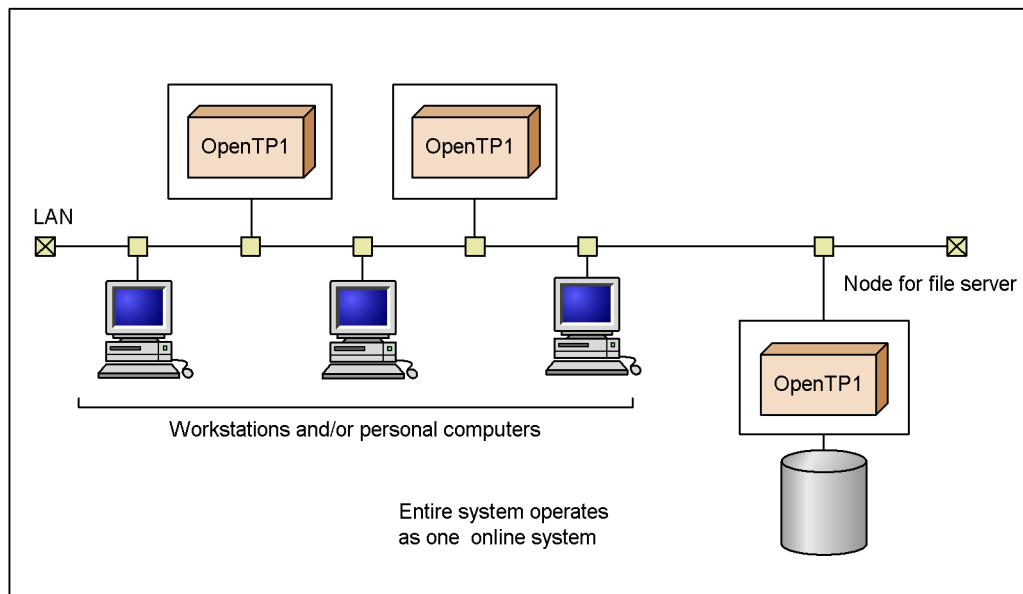 OpenTP1
OpenTP1
LAN
Node for file server
OpenTP1
Workstations and/or personal computers
Entire system operates
as one online system